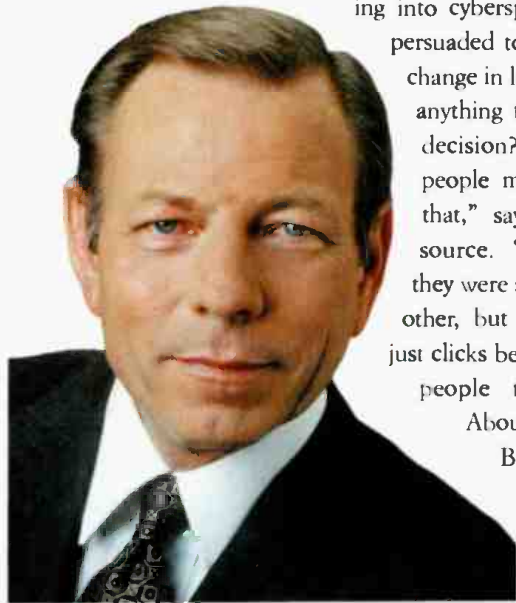 ing into cybersp
persuaded to
change in l
anything t
decision?
people m
that,” say
source. “
they were s
other, but
just clicks be
people t
Abou
B